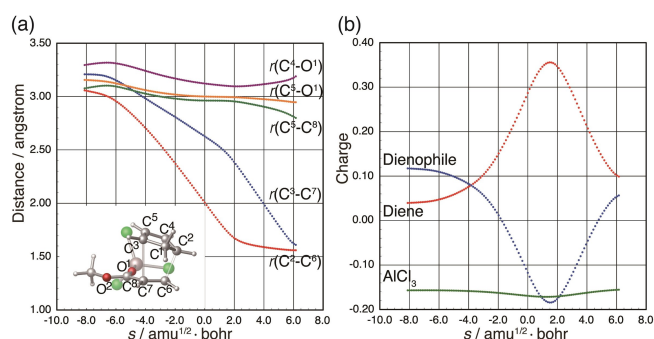 (a)
3.50
3.00
2.50
2.00
1.50
1.00
Distance / angstrom
r(C⁴-O¹)
r(C⁵-O¹)
r(C⁵-C⁸)
r(C³-C⁷)
r(C²-C⁶)
C⁵
C⁴
C²
C³
C¹
O¹
O²
C⁸
C⁷
C⁶
-10.0 -8.0 -6.0 -4.0 -2.0 0.0 2.0 4.0 6.0 8.0
s / amu¹/² · bohr
(b)
0.40
0.30
0.20
0.10
0.00
-0.10
-0.20
Charge
Dienophile
Diene
AlCl₃
-10.0 -8.0 -6.0 -4.0 -2.0 0.0 2.0 4.0 6.0 8.0
s / amu¹/² · bohr